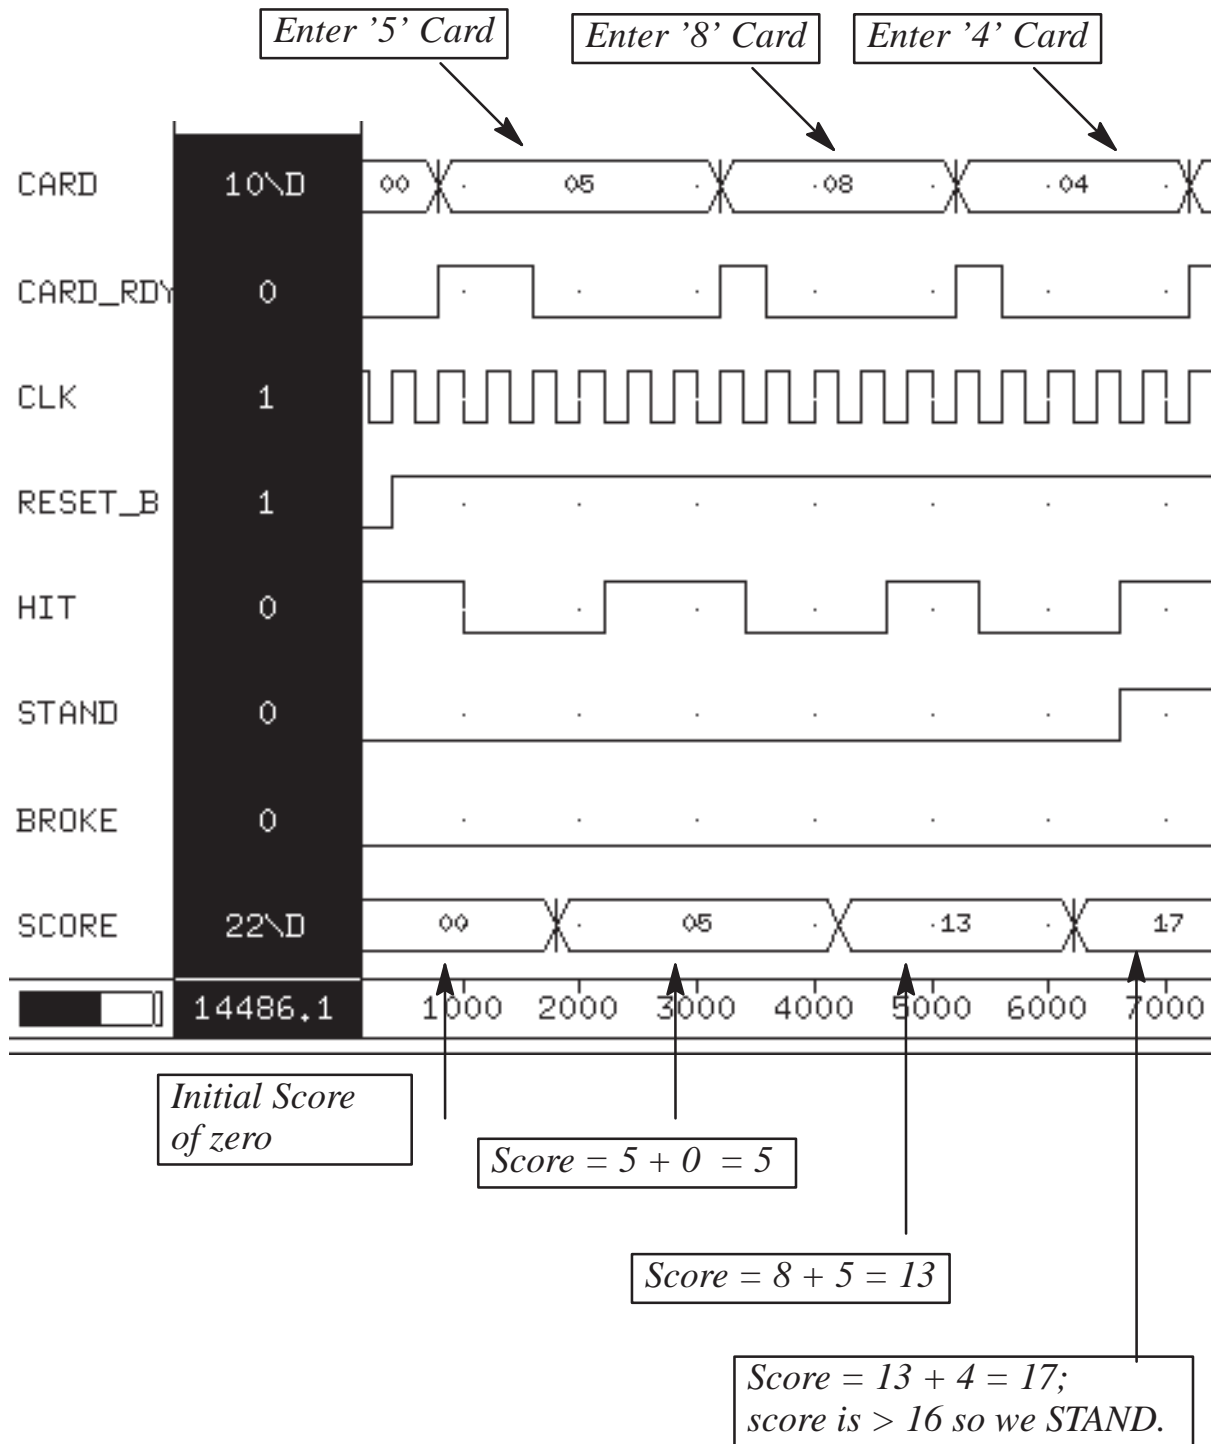 Enter '5' Card
Enter '8' Card
Enter '4' Card
CARD 10\D 00 05 08 04
CARD_RDY 0
CLK 1
RESET_B 1
HIT 0
STAND 0
BROKE 0
SCORE 22\D 00 05 13 17
14486.1 1000 2000 3000 4000 5000 6000 7000
Initial Score
of zero
Score = 5 + 0 = 5
Score = 8 + 5 = 13
Score = 13 + 4 = 17;
score is > 16 so we STAND.